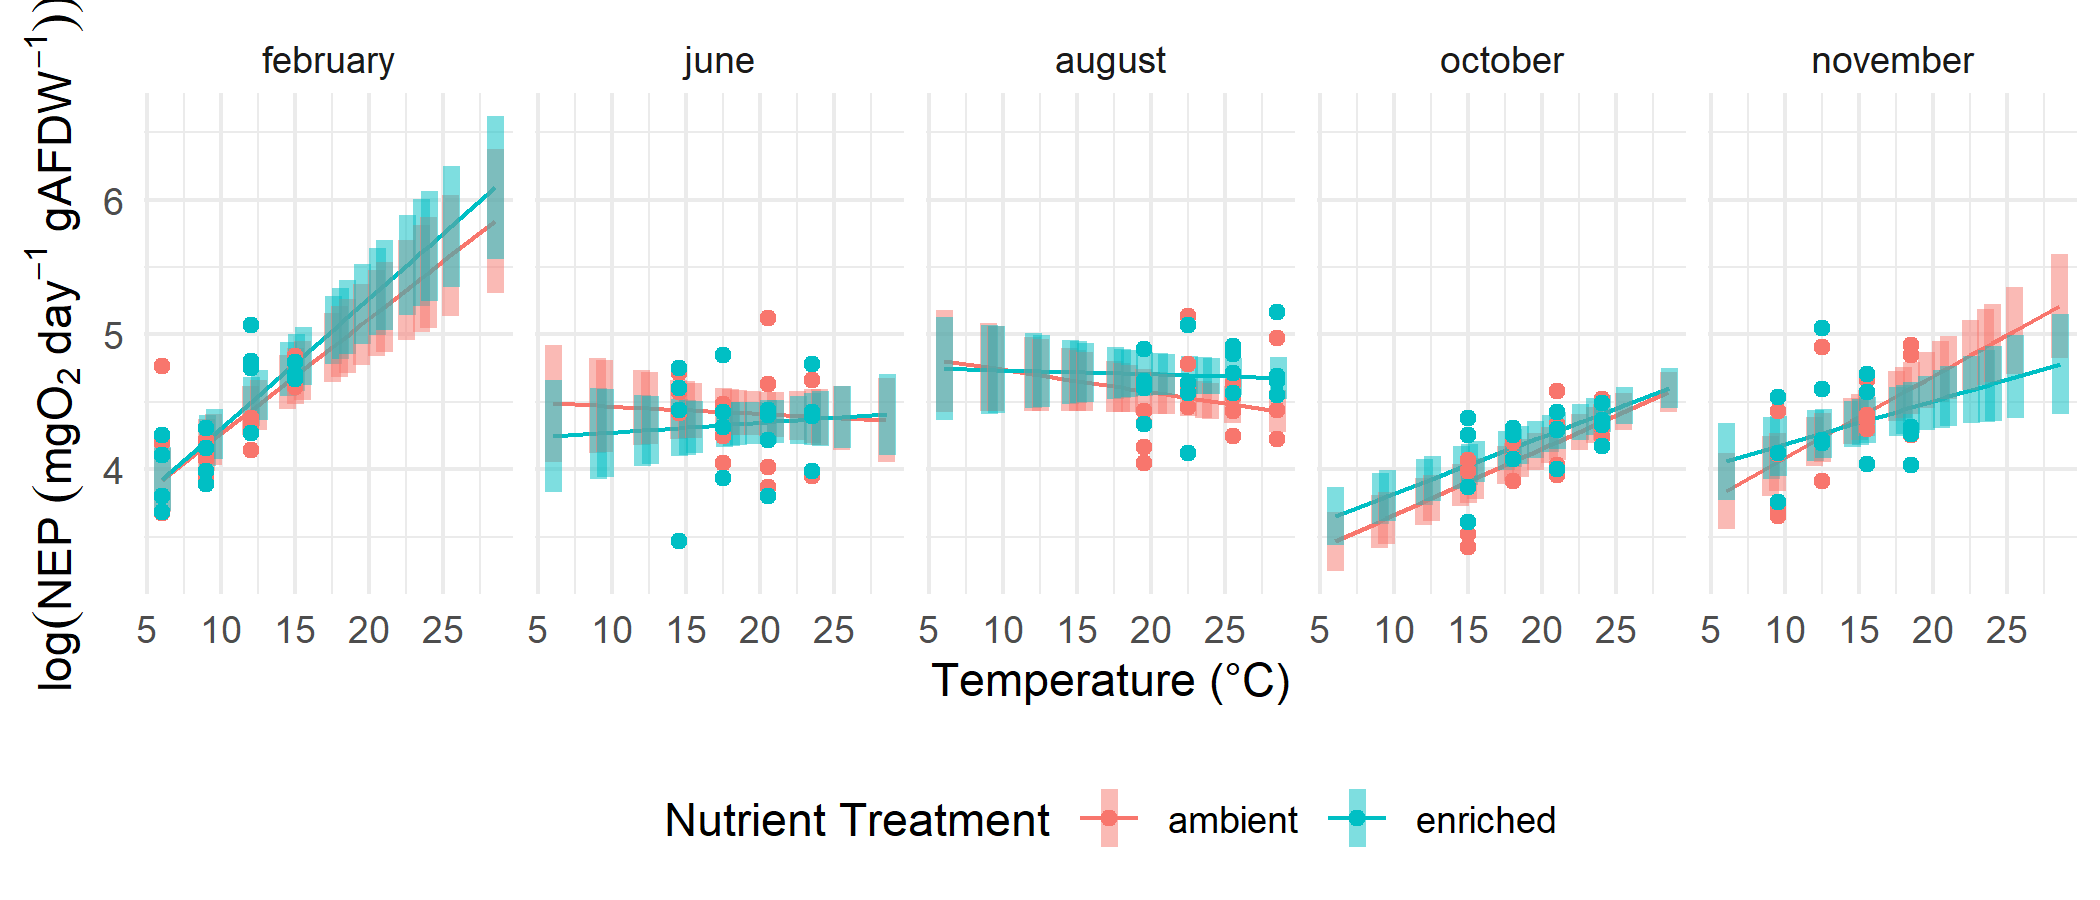 february june august october november
log(NEP (mgO₂ day⁻¹ gAFDW⁻¹))
6
5
4
5 10 15 20 25 5 10 15 20 25 5 10 15 20 25 5 10 15 20 25 5 10 15 20 25
Temperature (°C)
Nutrient Treatment ambient enriched